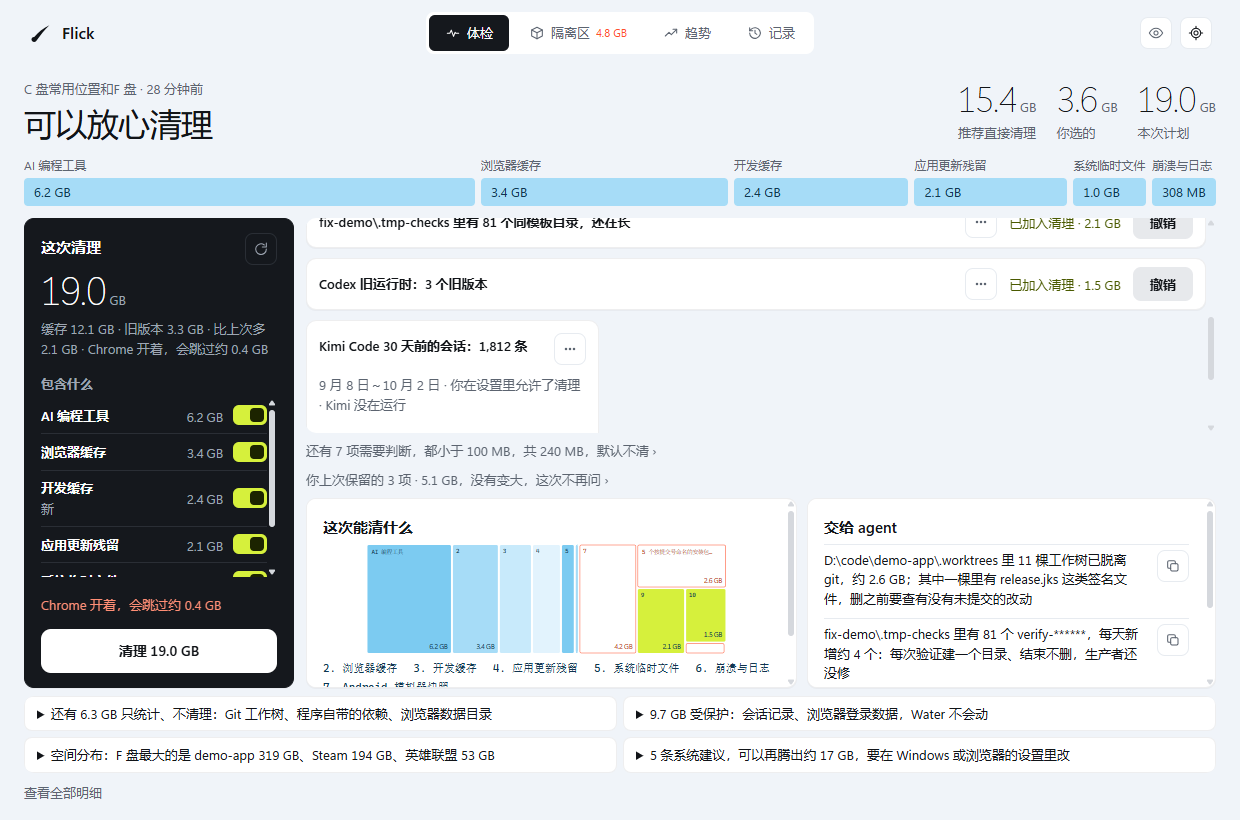 Flick
体检
隔离区 4.8 GB
趋势
记录
C 盘常用位置和F 盘 · 28 分钟前
可以放心清理
15.4 GB
推荐直接清理
3.6 GB
你选的
19.0 GB
本次计划
AI 编程工具
6.2 GB
浏览器缓存
3.4 GB
开发缓存
2.4 GB
应用更新残留
2.1 GB
系统临时文件
1.0 GB
崩溃与日志
308 MB
这次清理
19.0 GB
缓存 12.1 GB · 旧版本 3.3 GB · 比上次多
2.1 GB · Chrome 开着，会跳过约 0.4 GB
包含什么
AI 编程工具 6.2 GB
浏览器缓存 3.4 GB
开发缓存
新
2.4 GB
应用更新残留 2.1 GB
Chrome 开着，会跳过约 0.4 GB
清理 19.0 GB
fix-demo\.tmp-checks 里有 81 个同模板目录，还在长
已加入清理 · 2.1 GB
撤销
Codex 旧运行时：3 个旧版本
已加入清理 · 1.5 GB
撤销
Kimi Code 30 天前的会话：1,812 条
9 月 8 日 ~ 10 月 2 日 · 你在设置里允许了清理
· Kimi 没在运行
还有 7 项需要判断，都小于 100 MB，共 240 MB，默认不清 ›
你上次保留的 3 项 · 5.1 GB，没有变大，这次不再问 ›
这次能清什么
AI 编程工具
6.2 GB
2
3.4 GB
3
4
5
7
4.2 GB
2.6 GB
9
2.1 GB
10
1.5 GB
2. 浏览器缓存 3. 开发缓存 4. 应用更新残留 5. 系统临时文件 6. 崩溃与日志
7. Android 模拟器快照
交给 agent
D:\code\demo-app\.worktrees 里 11 棵工作树已脱离
git，约 2.6 GB；其中一棵里有 release.jks 这类签名文
件，删之前要查有没有未提交的改动
fix-demo\.tmp-checks 里有 81 个 verify-******，每天新
增约 4 个：每次验证建一个目录、结束不删，生产者还
没修
还有 6.3 GB 只统计、不清理：Git 工作树、程序自带的依赖、浏览器数据目录
9.7 GB 受保护：会话记录、浏览器登录数据，Water 不会动
空间分布：F 盘最大的是 demo-app 319 GB、Steam 194 GB、英雄联盟 53 GB
5 条系统建议，可以再腾出约 17 GB，要在 Windows 或浏览器的设置里改
查看全部明细